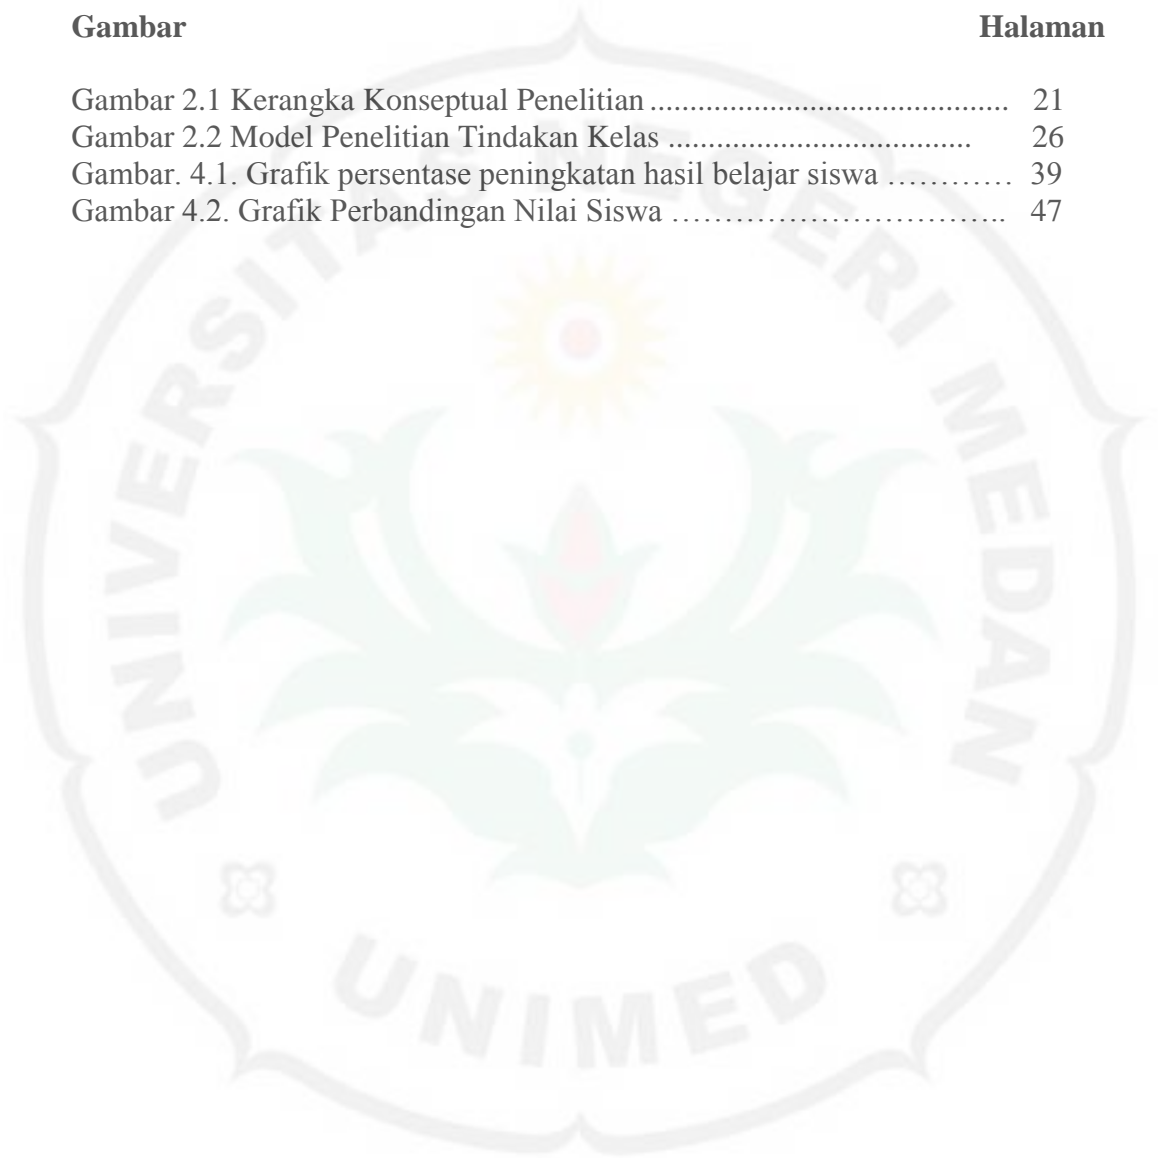 Gambar Halaman
Gambar 2.1 Kerangka Konseptual Penelitian ............................................. 21
Gambar 2.2 Model Penelitian Tindakan Kelas ...................................... 26
Gambar. 4.1. Grafik persentase peningkatan hasil belajar siswa ………… 39
Gambar 4.2. Grafik Perbandingan Nilai Siswa ………………………….. 47
UNIVERSITAS NEGERI MEDAN
UNIMED